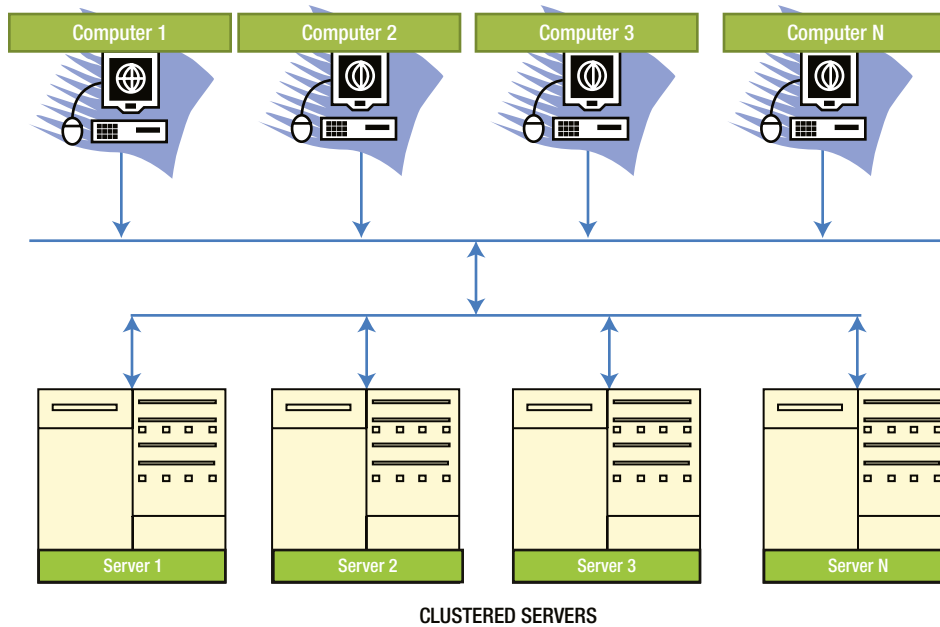 Computer 1
Computer 2
Computer 3
Computer N
Server 1
Server 2
Server 3
Server N
CLUSTERED SERVERS